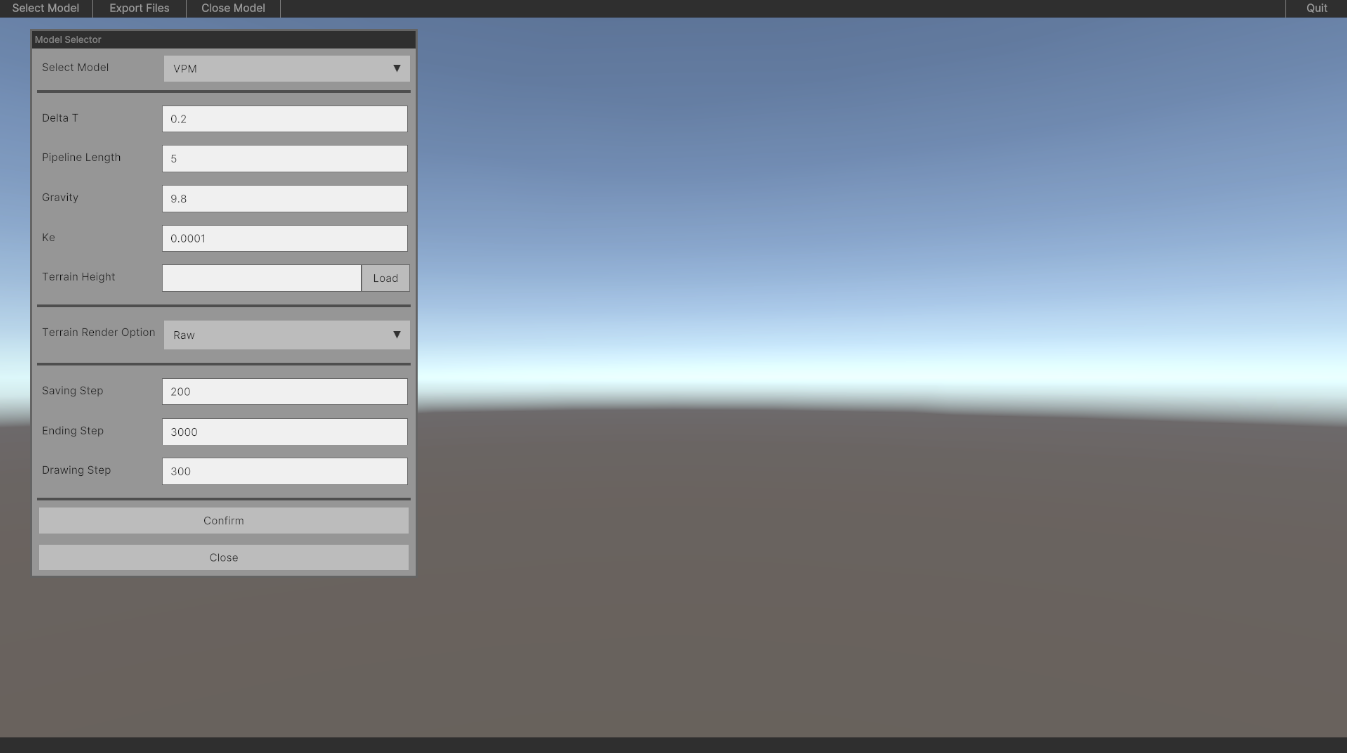 Select Model Export Files Close Model Quit
Model Selector
Select Model VPM
Delta T 0.2
Pipeline Length 5
Gravity 9.8
Ke 0.0001
Terrain Height Load
Terrain Render Option Raw
Saving Step 200
Ending Step 3000
Drawing Step 300
Confirm
Close